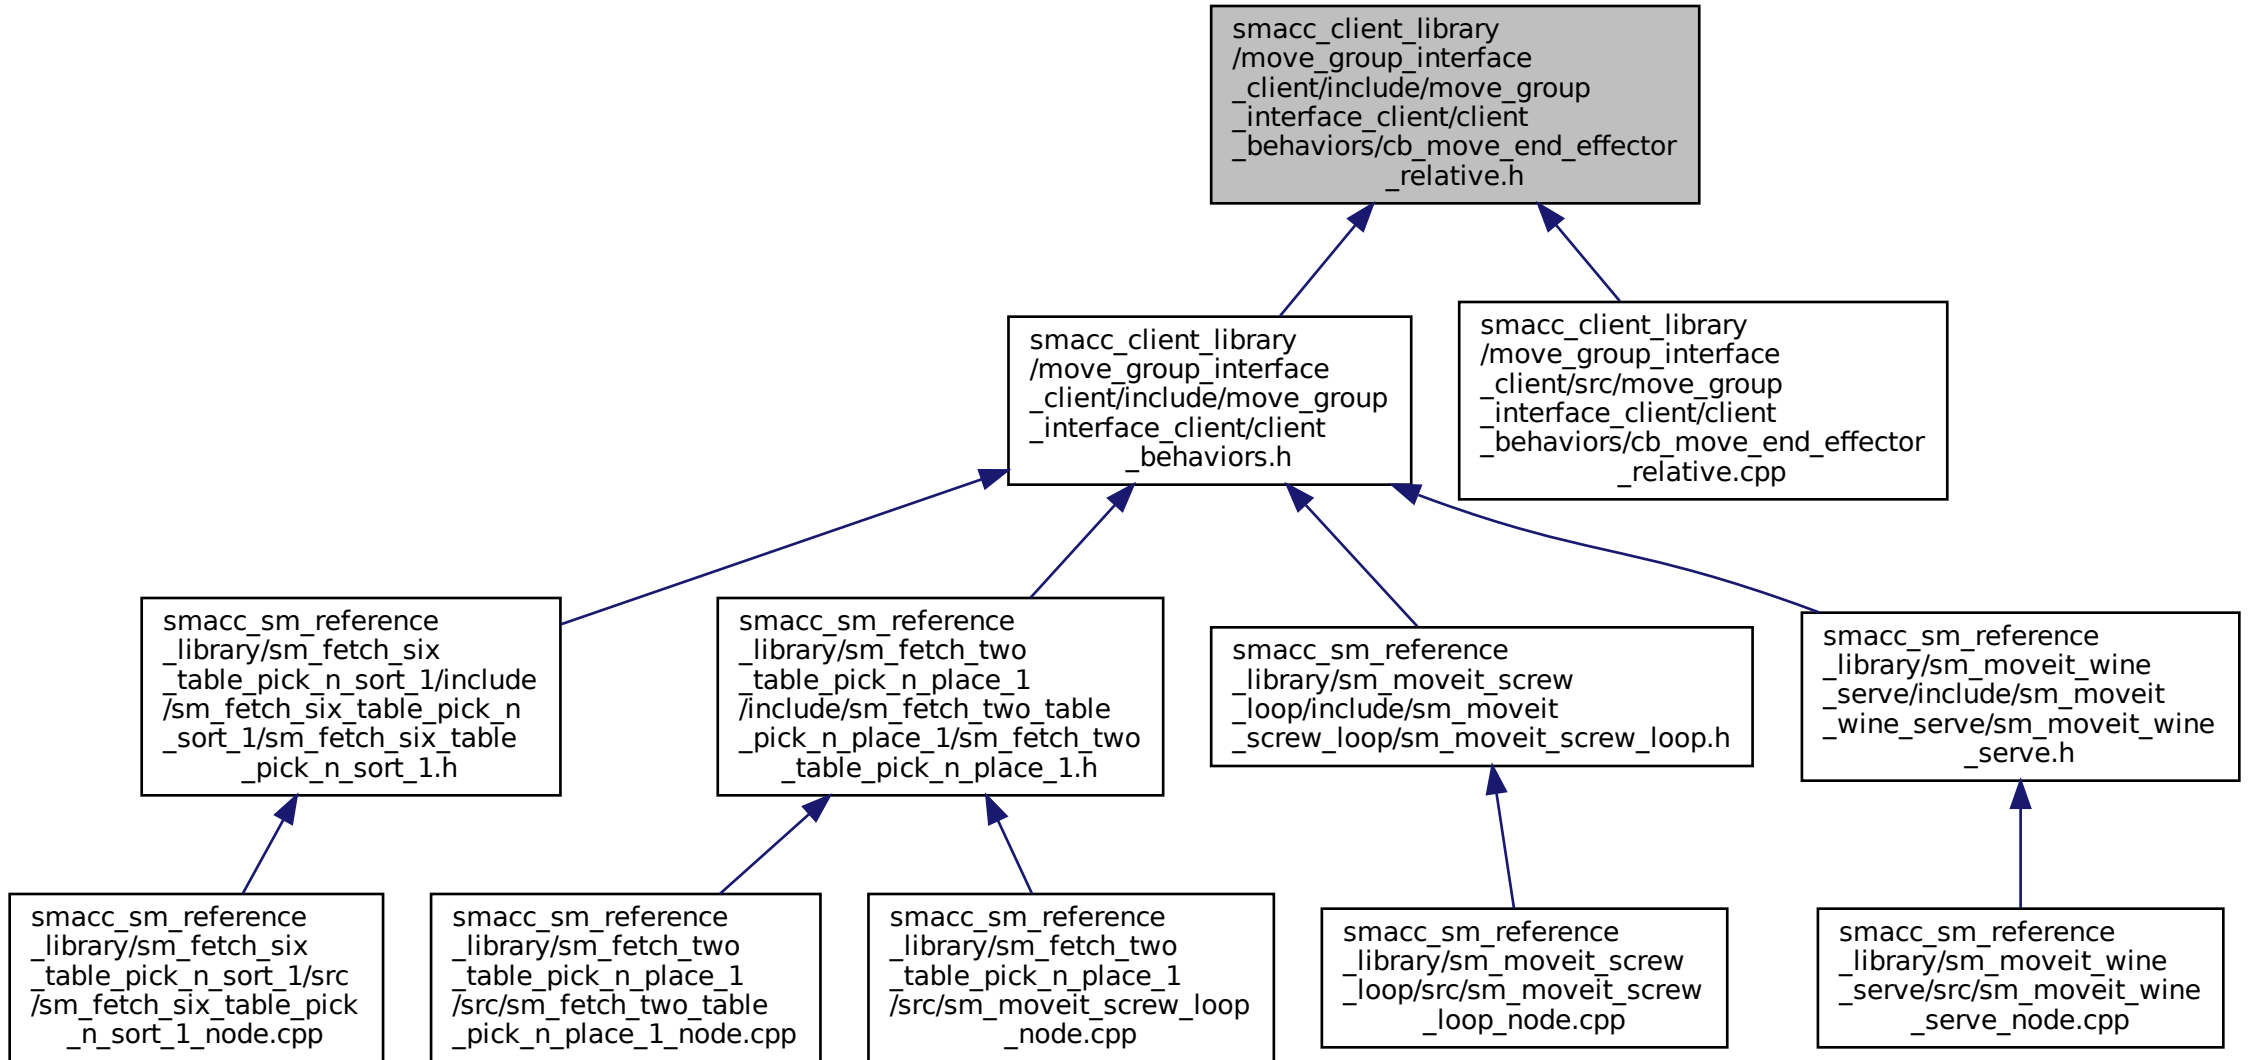 smacc_client_library
/move_group_interface
_client/include/move_group
_interface_client/client
_behaviors/cb_move_end_effector
_relative.h
smacc_client_library
/move_group_interface
_client/include/move_group
_interface_client/client
_behaviors.h
smacc_client_library
/move_group_interface
_client/src/move_group
_interface_client/client
_behaviors/cb_move_end_effector
_relative.cpp
smacc_sm_reference
_library/sm_fetch_six
_table_pick_n_sort_1/include
/sm_fetch_six_table_pick_n
_sort_1/sm_fetch_six_table
_pick_n_sort_1.h
smacc_sm_reference
_library/sm_fetch_two
_table_pick_n_place_1
/include/sm_fetch_two_table
_pick_n_place_1/sm_fetch_two
_table_pick_n_place_1.h
smacc_sm_reference
_library/sm_moveit_screw
_loop/include/sm_moveit
_screw_loop/sm_moveit_screw_loop.h
smacc_sm_reference
_library/sm_moveit_wine
_serve/include/sm_moveit
_wine_serve/sm_moveit_wine
_serve.h
smacc_sm_reference
_library/sm_fetch_six
_table_pick_n_sort_1/src
/sm_fetch_six_table_pick
_n_sort_1_node.cpp
smacc_sm_reference
_library/sm_fetch_two
_table_pick_n_place_1
/src/sm_fetch_two_table
_pick_n_place_1_node.cpp
smacc_sm_reference
_library/sm_fetch_two
_table_pick_n_place_1
/src/sm_moveit_screw_loop
_node.cpp
smacc_sm_reference
_library/sm_moveit_screw
_loop/src/sm_moveit_screw
_loop_node.cpp
smacc_sm_reference
_library/sm_moveit_wine
_serve/src/sm_moveit_wine
_serve_node.cpp